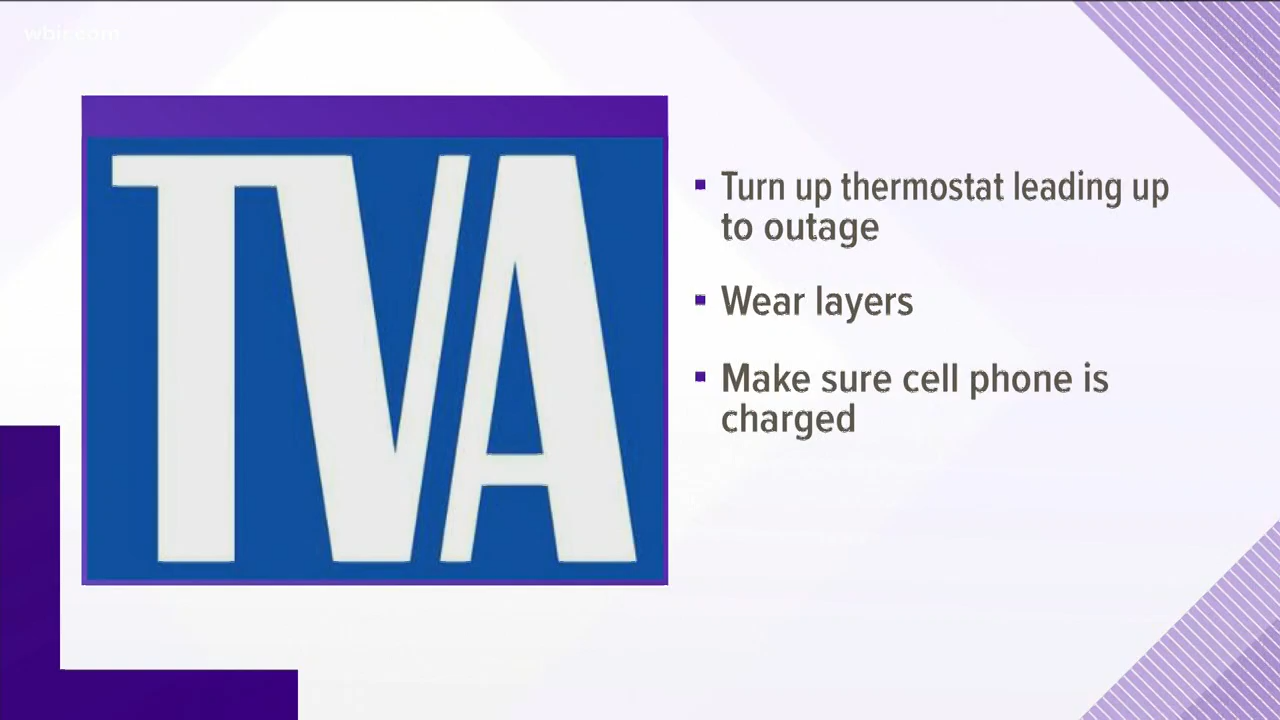 wbir.com
TVA
Turn up thermostat leading up
to outage
Wear layers
Make sure cell phone is
charged